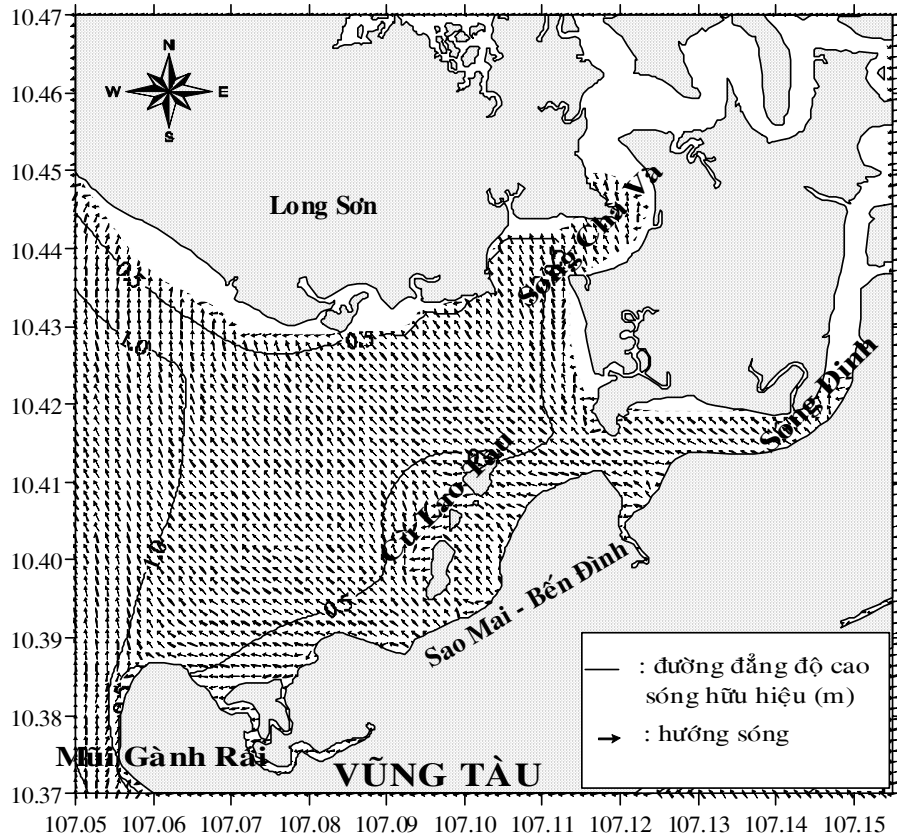 10.47
N
W
E
S
10.46
10.45
Long Sơn
Sông Chà Và
10.44
0.5
10.43
1.0
0.5
Sông Dinh
10.42
10.41
Cù Lao Tàu
10.40
1.0
0.5
Sao Mai - Bến Đình
10.39
: đường đẳng độ cao
sóng hữu hiệu (m)
10.38
: hướng sóng
Mũi Gành Rái
VŨNG TÀU
10.37
107.05 107.06 107.07 107.08 107.09 107.10 107.11 107.12 107.13 107.14 107.15